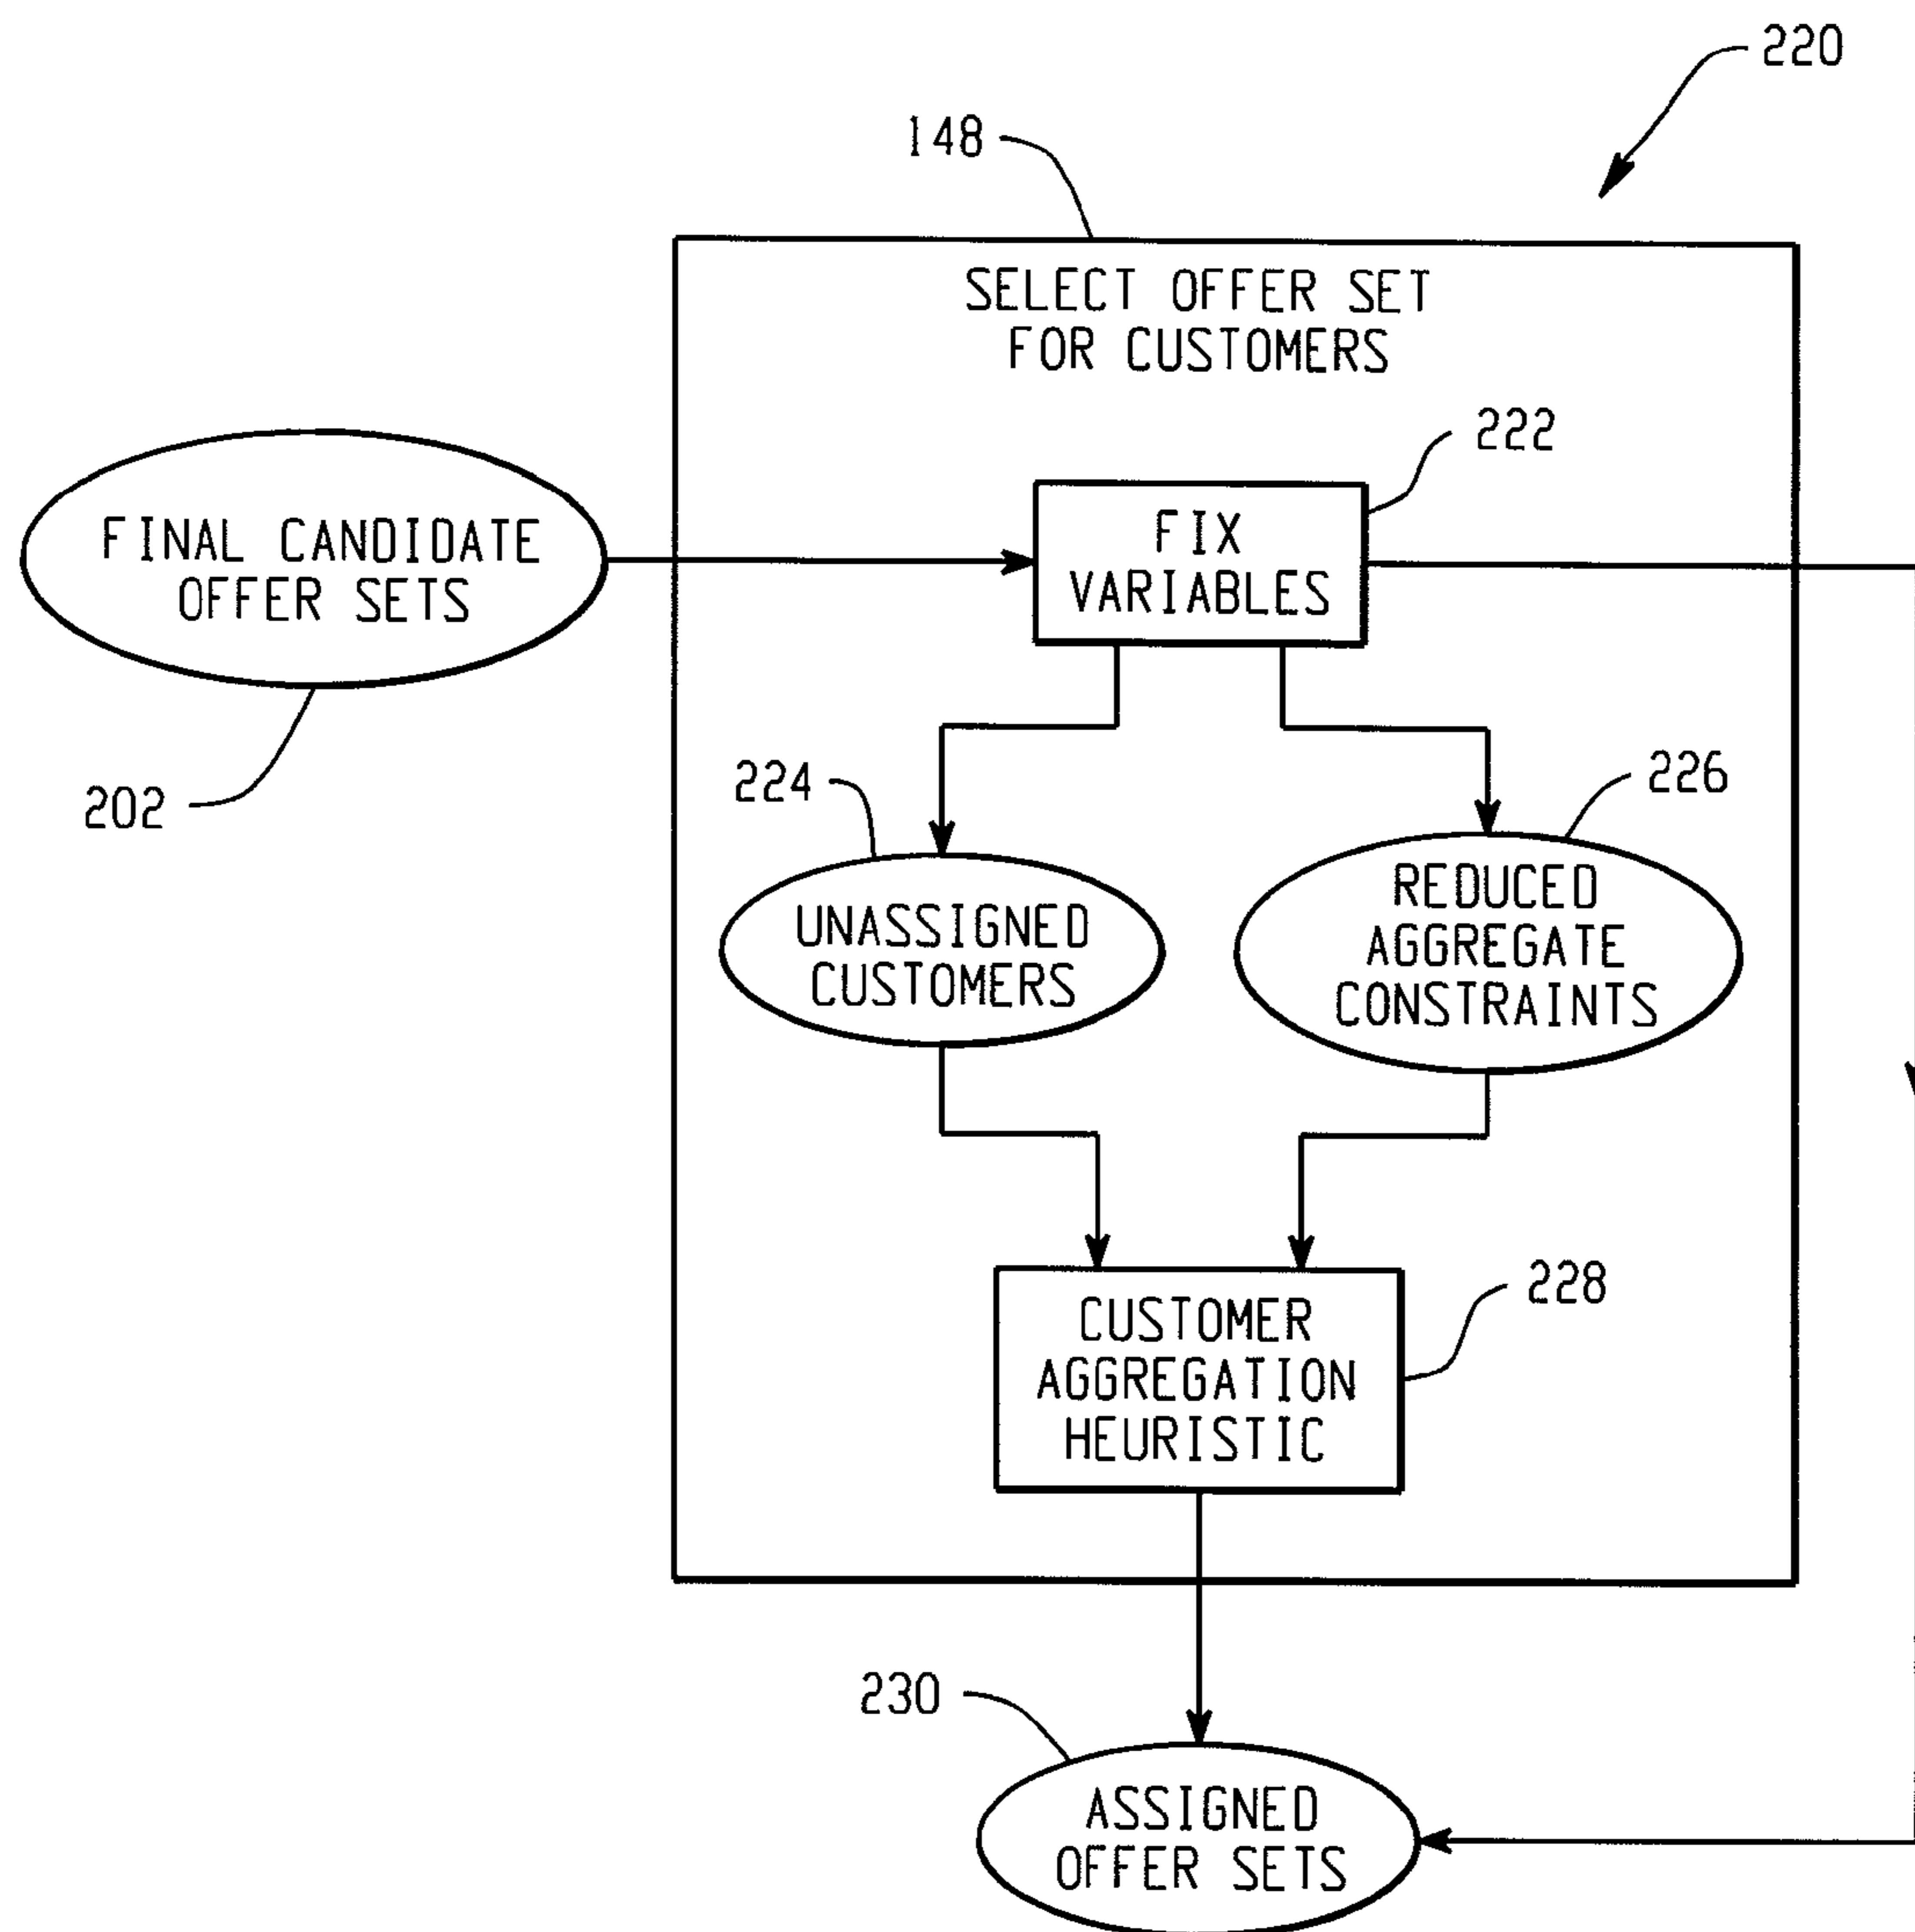 220
148
SELECT OFFER SET
FOR CUSTOMERS
222
FINAL CANDIDATE
OFFER SETS
FIX
VARIABLES
202
224
226
UNASSIGNED
CUSTOMERS
REDUCED
AGGREGATE
CONSTRAINTS
228
CUSTOMER
AGGREGATION
HEURISTIC
230
ASSIGNED
OFFER SETS